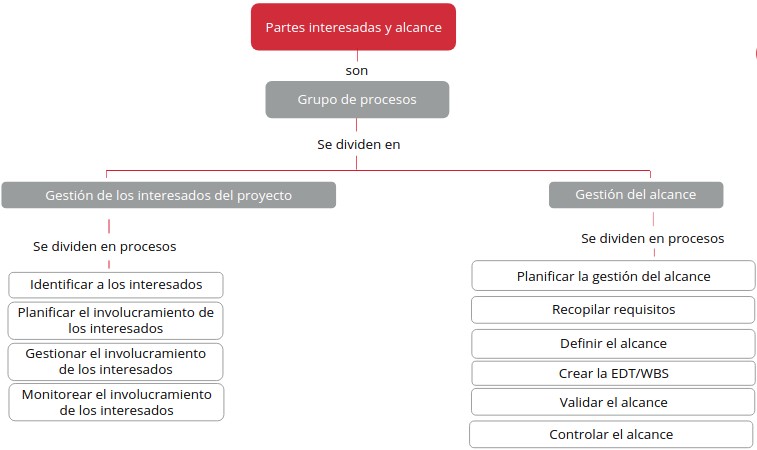 Partes interesadas y alcance
son
Grupo de procesos
Se dividen en
Gestión de los interesados del proyecto
Se dividen en procesos
Identificar a los interesados
Planificar el involucramiento de
los interesados
Gestionar el involucramiento
de los interesados
Monitorear el involucramiento
de los interesados
Gestión del alcance
Se dividen en procesos
Planificar la gestión del alcance
Recopilar requisitos
Definir el alcance
Crear la EDT/WBS
Validar el alcance
Controlar el alcance